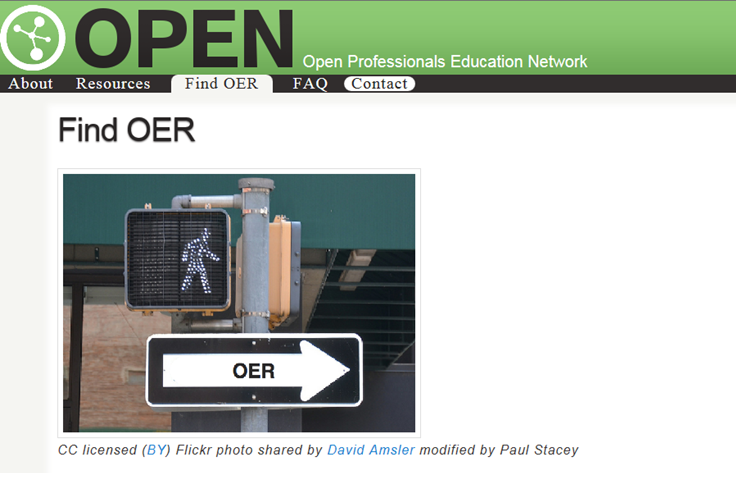 OPEN Open Professionals Education Network
About Resources Find OER FAQ Contact
Find OER
OER
CC licensed (BY) Flickr photo shared by David Amsler modified by Paul Stacey